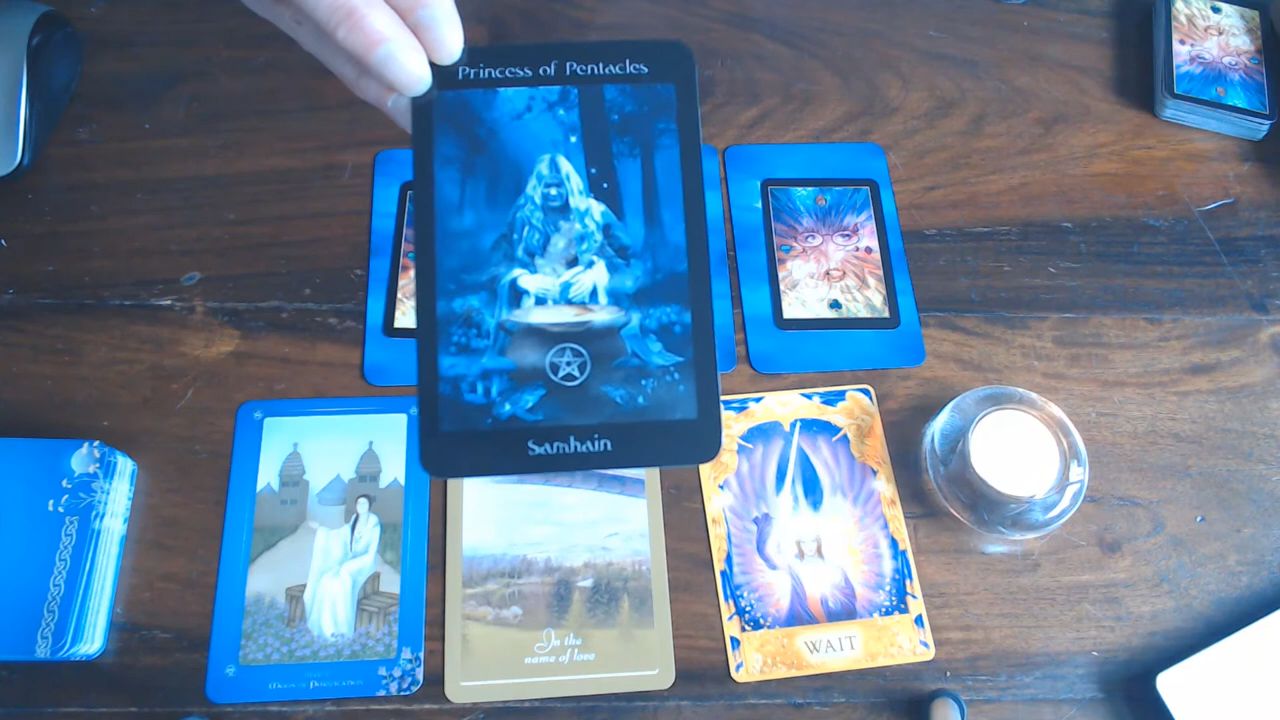 Princess of Pentacles
Samhain
In the
name of love
WAIT